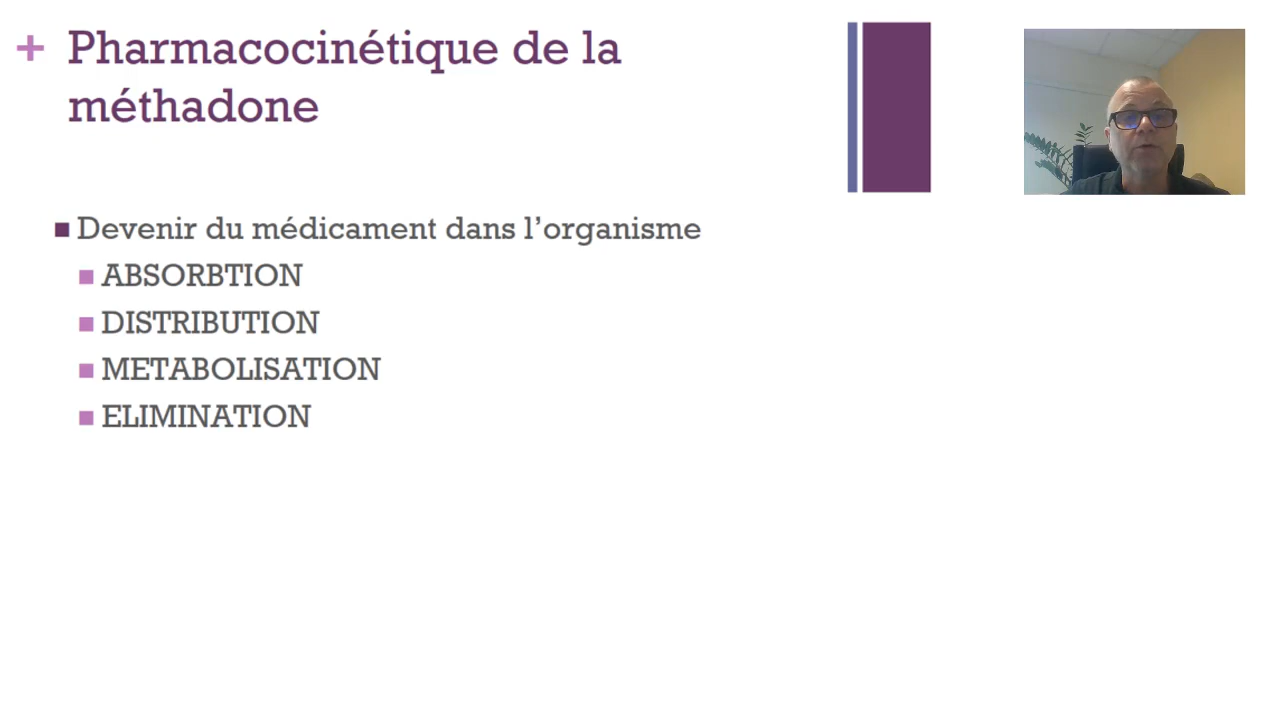 + Pharmacocinétique de la
méthadone
Devenir du médicament dans l’organisme
ABSORBTION
DISTRIBUTION
METABOLISATION
ELIMINATION